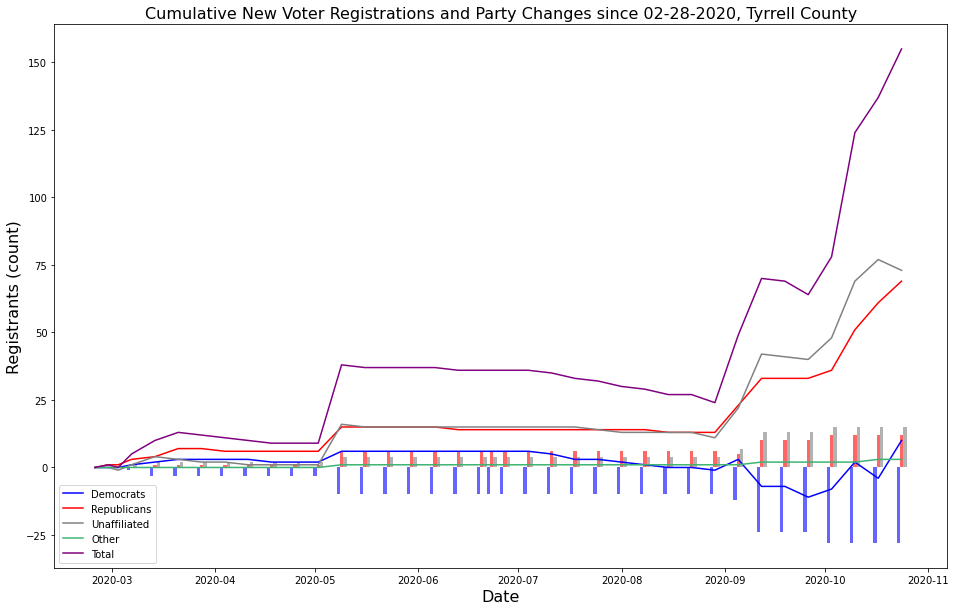 Cumulative New Voter Registrations and Party Changes since 02-28-2020, Tyrrell County
Registrants (count)
150
125
100
75
50
25
0
−25
Democrats
Republicans
Unaffiliated
Other
Total
2020-03
2020-04
2020-05
2020-06
2020-07
2020-08
2020-09
2020-10
2020-11
Date